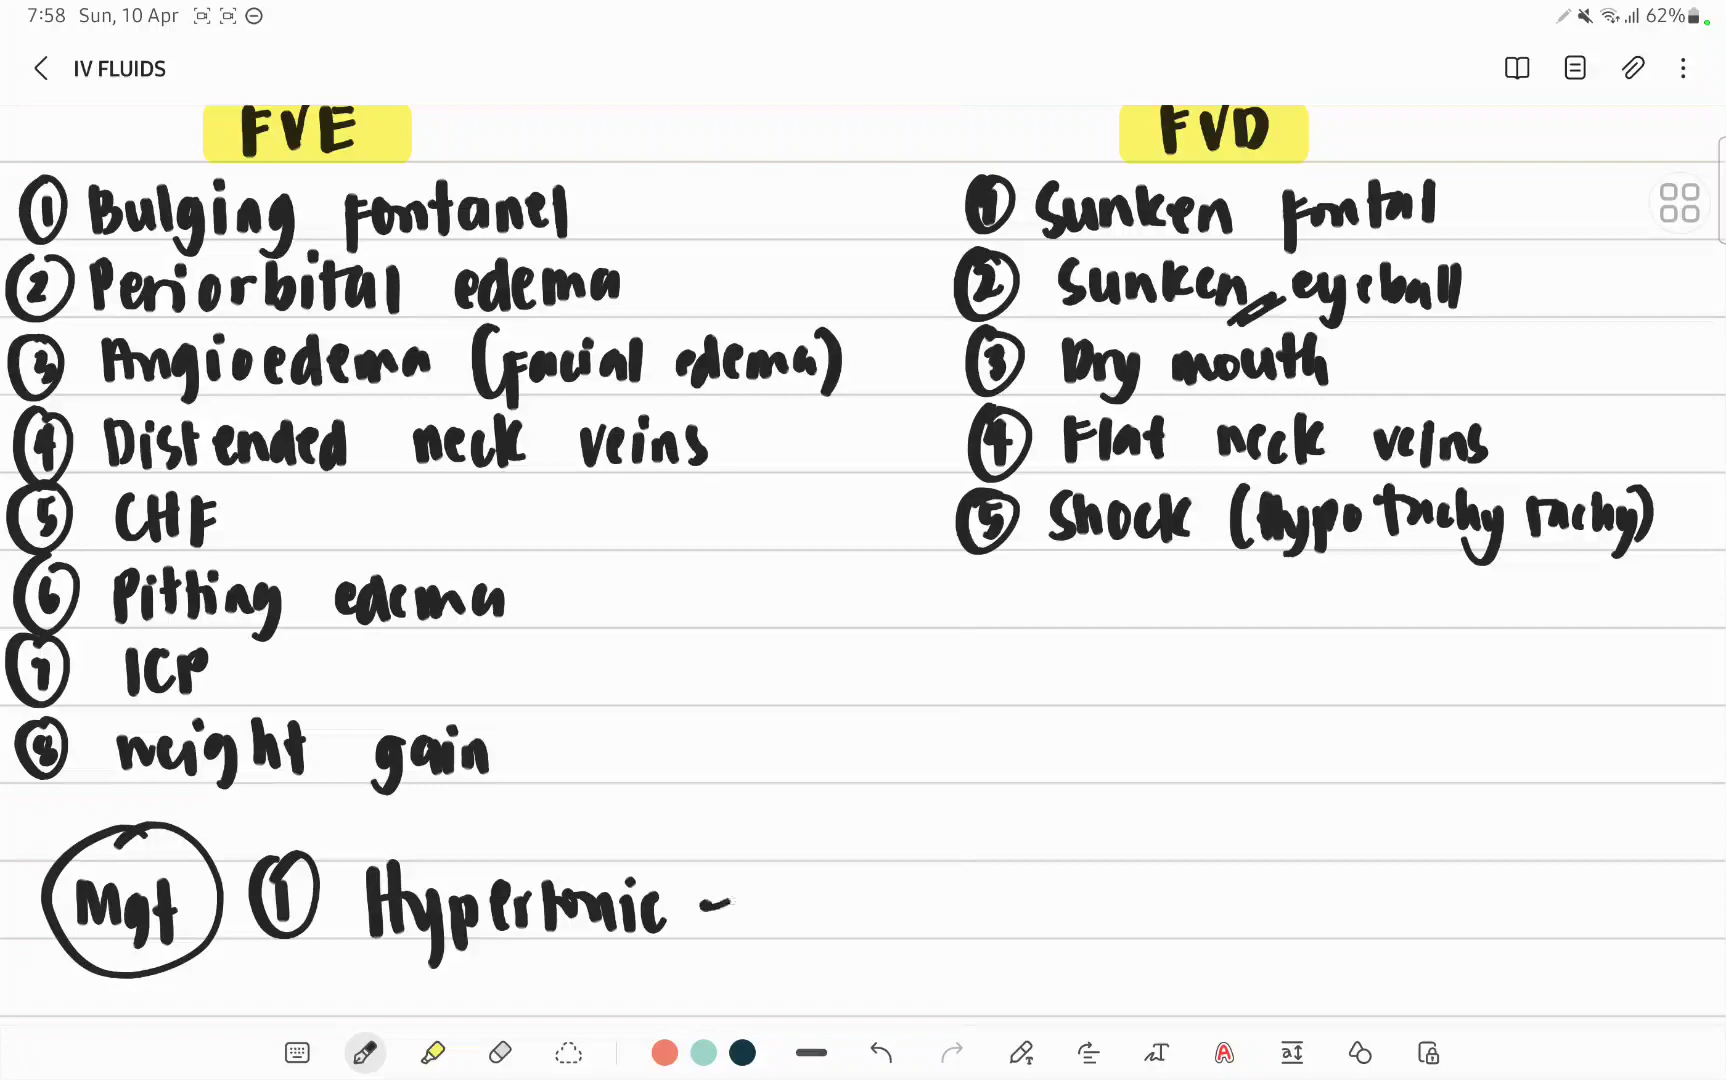 7:58 Sun, 10 Apr 62%
IV FLUIDS
FVE
① Bulging Fontanel
② Periorbital edema
③ Angioedema (Facial edema)
④ Distended neck veins
⑤ CHF
⑥ Pitting edema
⑦ ICP
⑧ weight gain
FVD
① Sunken Fontal
② Sunken eyeball
③ Dry mouth
④ Flat neck veins
⑤ Shock (Hypo Tachy Tachy)
Mgt ① Hypertonic -